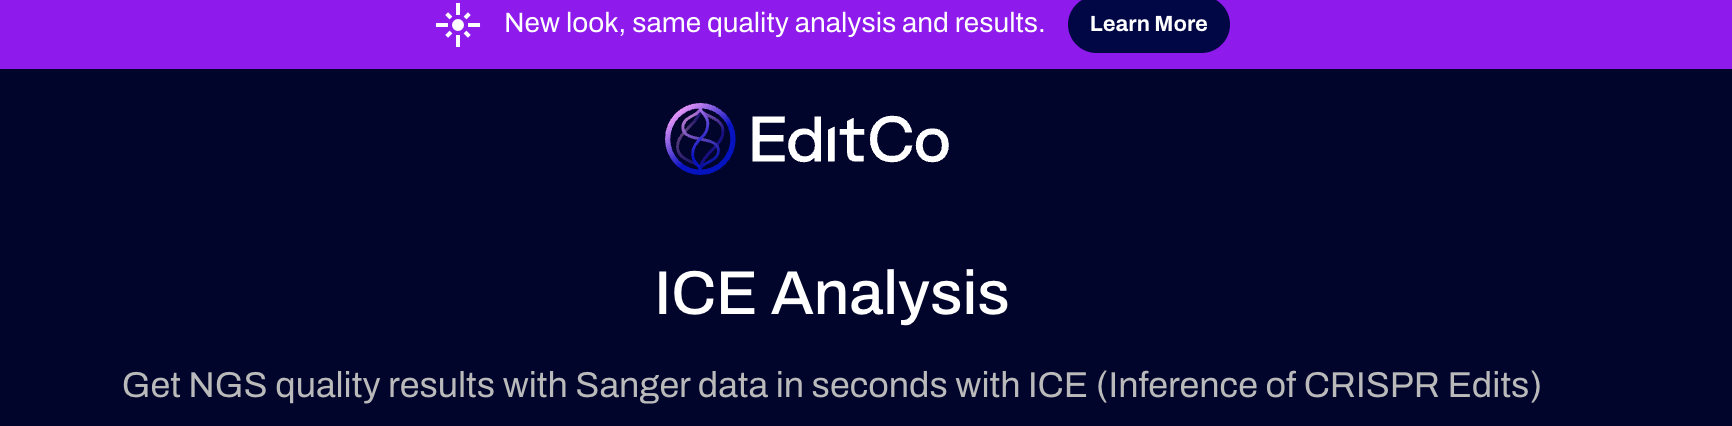 New look, same quality analysis and results. Learn More
EditCo
ICE Analysis
Get NGS quality results with Sanger data in seconds with ICE (Inference of CRISPR Edits)